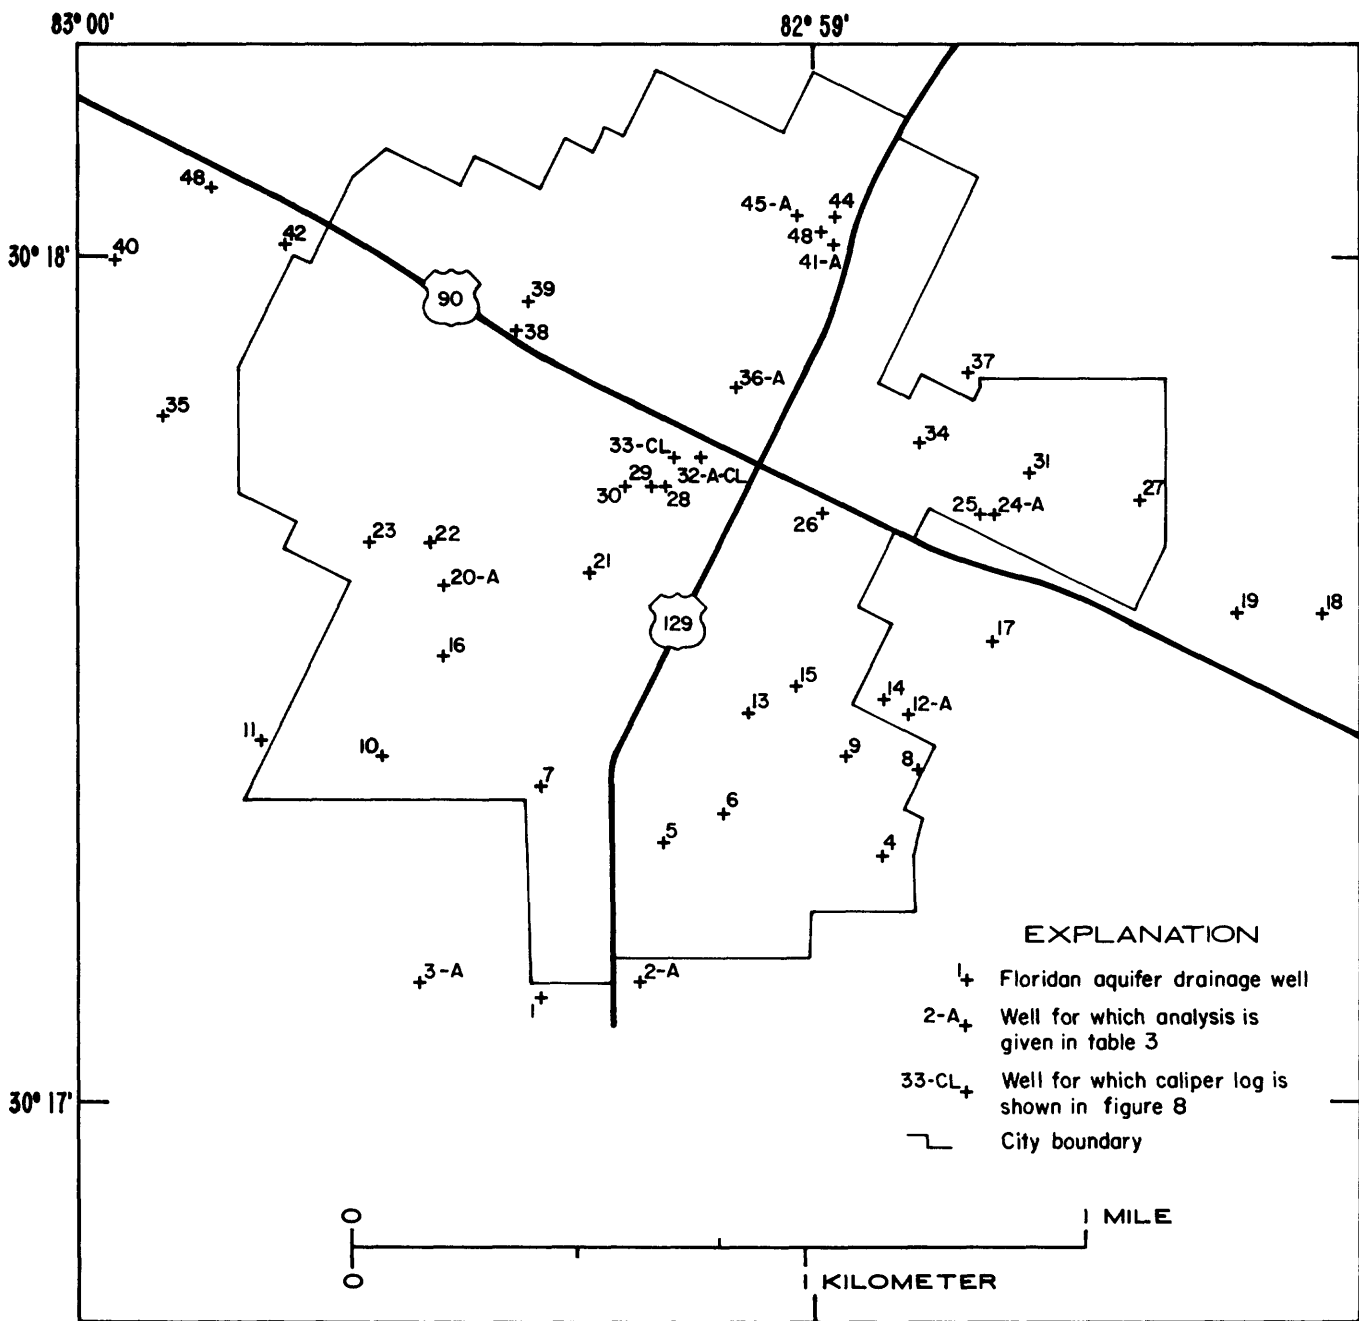 83° 00'
82° 59'
48
45-A
44
40
42
48
30° 18'
41-A
90
39
38
37
36-A
35
34
33-CL
31
32-A-CL
29
30
28
27
25
24-A
26
23
22
21
20-A
19
18
129
17
16
15
14
13
12-A
11
10
9
8
7
6
5
4
EXPLANATION
3-A
2-A
1
1
Floridan aquifer drainage well
2-A
Well for which analysis is
given in table 3
33-CL
Well for which caliper log is
shown in figure 8
30° 17'
City boundary
0
1 MILE
0
1 KILOMETER